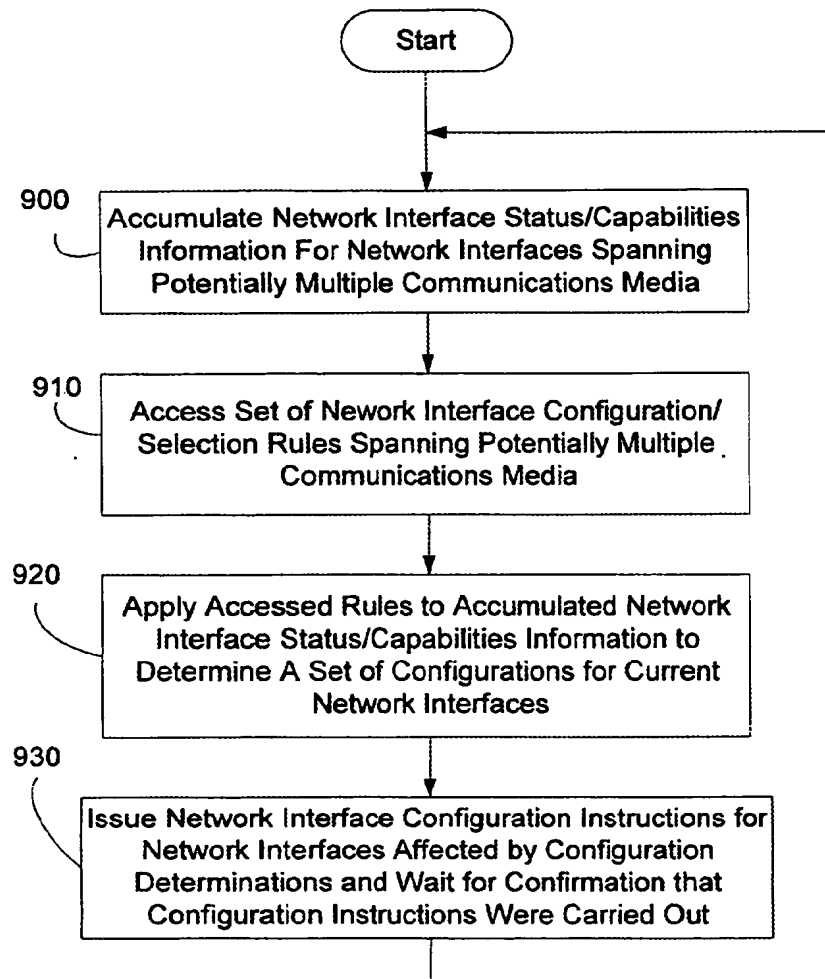 Start
900
Accumulate Network Interface Status/Capabilities
Information For Network Interfaces Spanning
Potentially Multiple Communications Media
910
Access Set of Nework Interface Configuration/
Selection Rules Spanning Potentially Multiple
Communications Media
920
Apply Accessed Rules to Accumulated Network
Interface Status/Capabilities Information to
Determine A Set of Configurations for Current
Network Interfaces
930
Issue Network Interface Configuration Instructions for
Network Interfaces Affected by Configuration
Determinations and Wait for Confirmation that
Configuration Instructions Were Carried Out